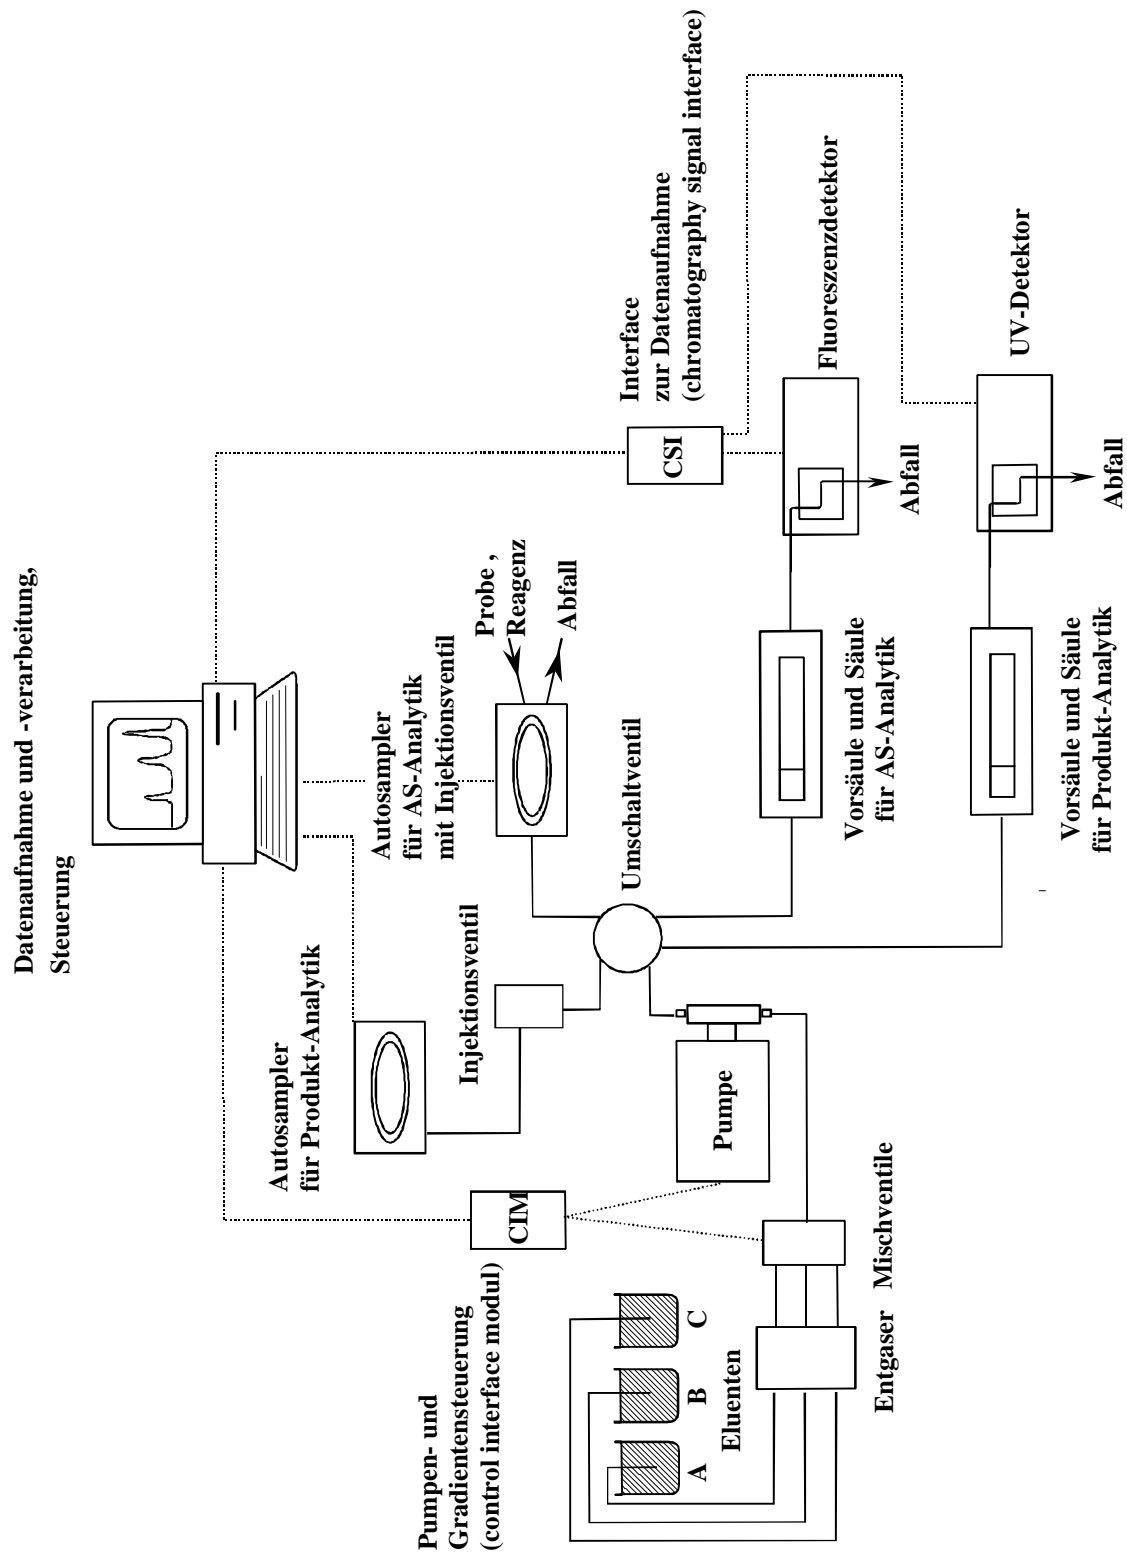 Datenaufnahme und -verarbeitung,
Steuerung
Autosampler
für Produkt-Analytik
Autosampler
für AS-Analytik
mit Injektionsventil
Pumpen- und
Gradientensteuerung
(control interface modul)
CIM
Injektionsventil
Probe ,
Reagenz
Abfall
Interface
zur Datenaufnahme
(chromatography signal interface)
CSI
Umschaltventil
A
B
C
Eluenten
Pumpe
Entgaser
Mischventile
Vorsäule und Säule
für AS-Analytik
Fluoreszenzdetektor
Abfall
Vorsäule und Säule
für Produkt-Analytik
UV-Detektor
Abfall